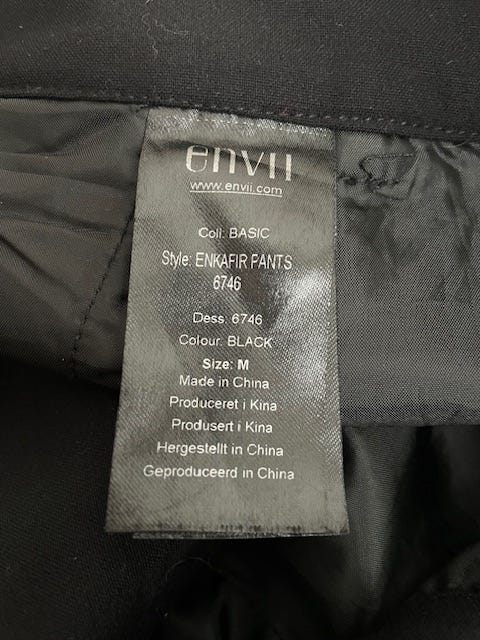 envii
www.envii.com
Coll: BASIC
Style: ENKAFIR PANTS
6746
Dess: 6746
Colour: BLACK
Size: M
Made in China
Produceret i Kina
Produsert i Kina
Hergestellt in China
Geproduceerd in China